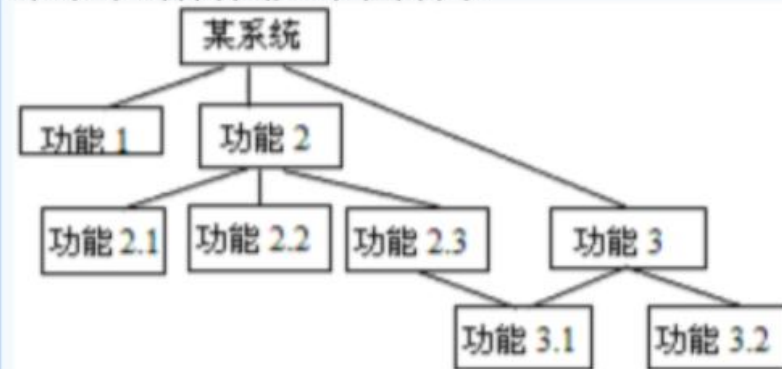 某系统
功能 1
功能 2
功能 2.1
功能 2.2
功能 2.3
功能 3
功能 3.1
功能 3.2